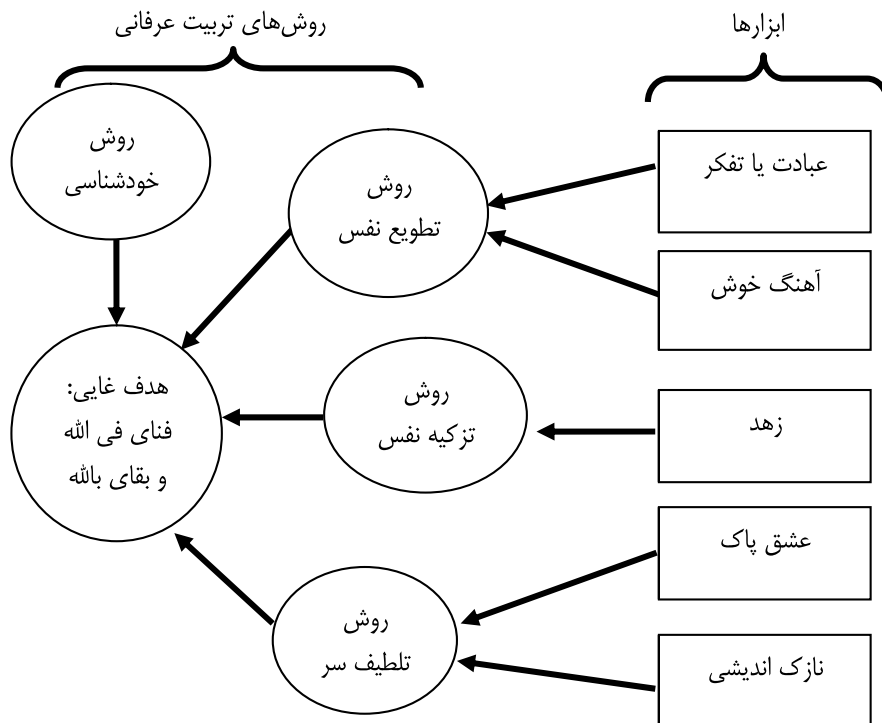 ابزارها
روش‌های تربیت عرفانی
عبادت یا تفکر
آهنگ خوش
زهد
عشق پاک
نازک اندیشی
روش
تطویع نفس
روش
تزکیه نفس
روش
تلطیف سر
روش
خودشناسی
هدف غایی:
فنای فی الله
و بقای بالله